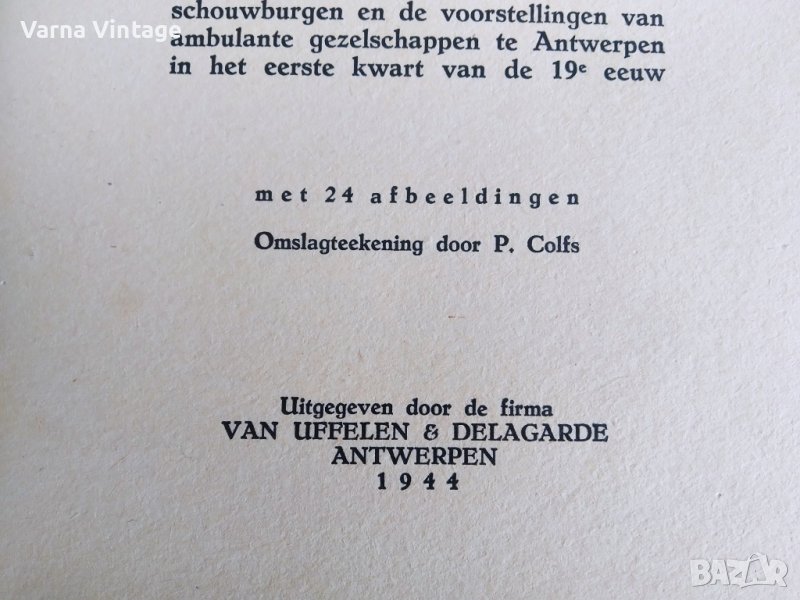 Varna Vintage
schouwburgen en de voorstellingen van
ambulante gezelschappen te Antwerpen
in het eerste kwart van de 19e eeuw
met 24 afbeeldingen
Omslagteekening door P. Colfs
Uitgegeven door de firma
VAN UFFELEN & DELAGARDE
ANTWERPEN
1944
BAZAR